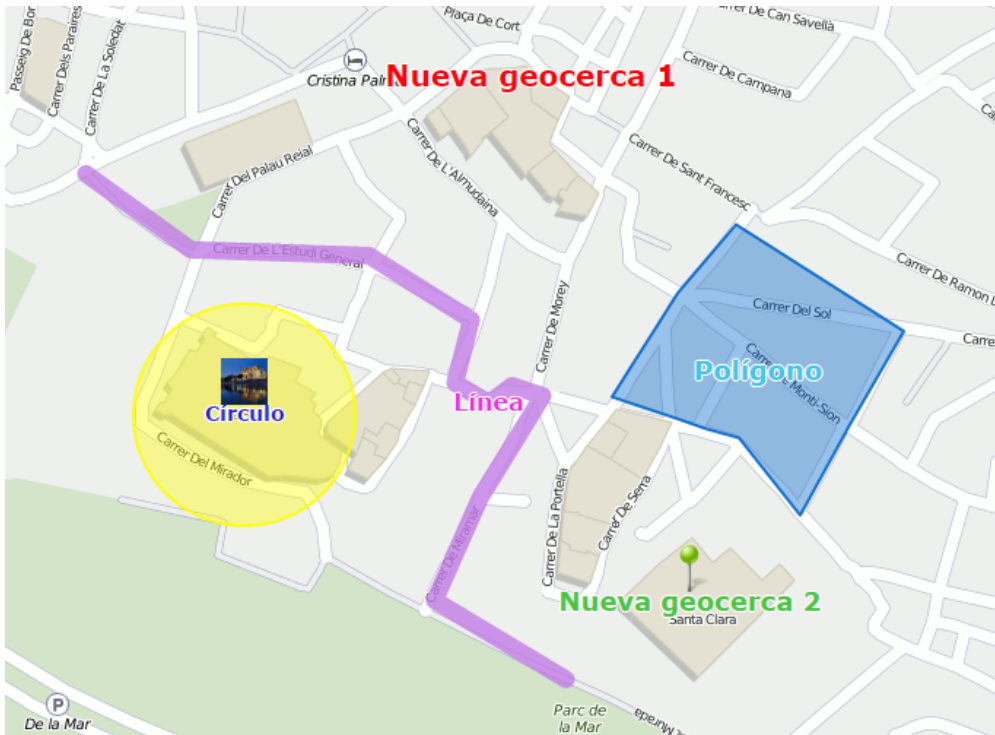 Plaça De Cort
Carrer De Can Savellà
Passeig De Bor
Carrer Dels Paraires
Carrer De La Soledat
Cristina Palm
Nueva geocerca 1
Carrer De Campana
Carrer De L'Almudaina
Carrer De Sant Francesc
Carrer Del Palau Reial
Carrer De L'Estudi General
Carrer De Ramon L
Carrer De Morey
Carrer Del Sol
Carre
Polígono
Carrer De Monti-Sion
Círculo
Línea
Carrer Del Mirador
Carrer De La Portella
Carrer De Serra
Carrer De Miramar
Nueva geocerca 2
Santa Clara
P
De la Mar
Parc de
la Mar
Murada